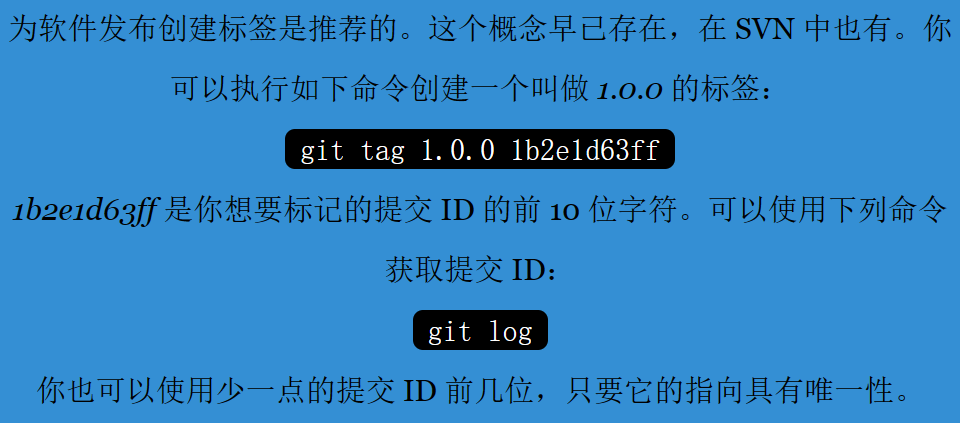 为软件发布创建标签是推荐的。这个概念早已存在，在 SVN 中也有。你
可以执行如下命令创建一个叫做 1.0.0 的标签：
git tag 1.0.0 1b2e1d63ff
1b2e1d63ff 是你想要标记的提交 ID 的前 10 位字符。可以使用下列命令
获取提交 ID：
git log
你也可以使用少一点的提交 ID 前几位，只要它的指向具有唯一性。